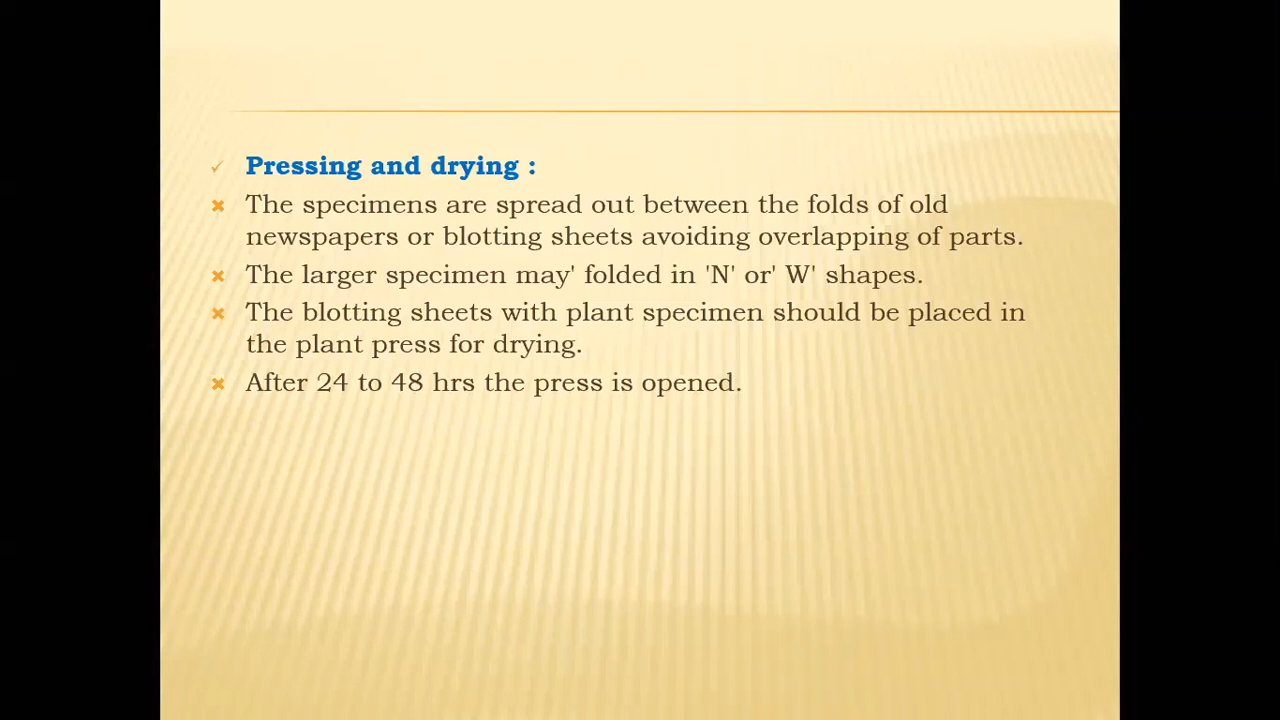 Pressing and drying :
The specimens are spread out between the folds of old
newspapers or blotting sheets avoiding overlapping of parts.
The larger specimen may' folded in 'N' or' W' shapes.
The blotting sheets with plant specimen should be placed in
the plant press for drying.
After 24 to 48 hrs the press is opened.